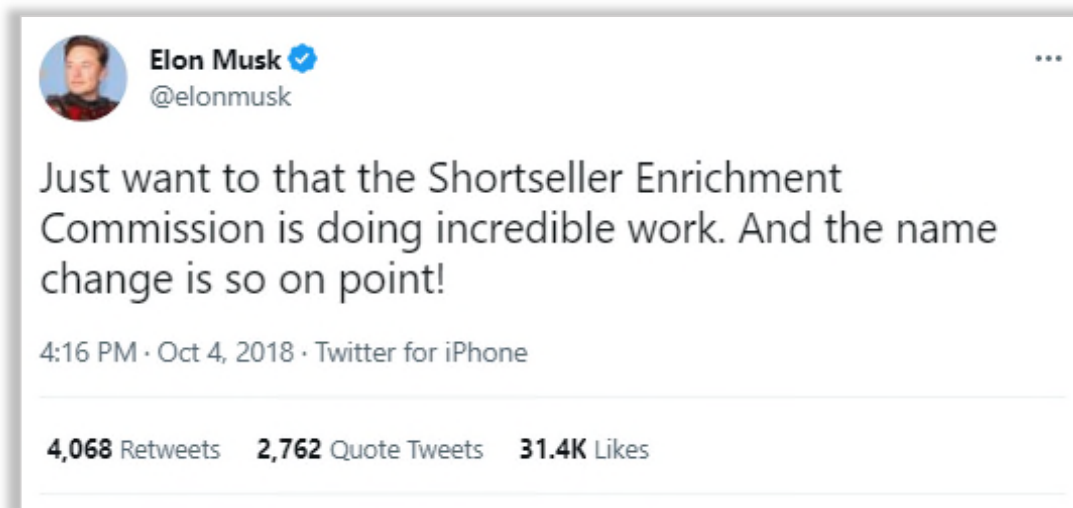 Elon Musk
@elonmusk
Just want to that the Shortseller Enrichment
Commission is doing incredible work. And the name
change is so on point!
4:16 PM · Oct 4, 2018 · Twitter for iPhone
4,068 Retweets 2,762 Quote Tweets 31.4K Likes